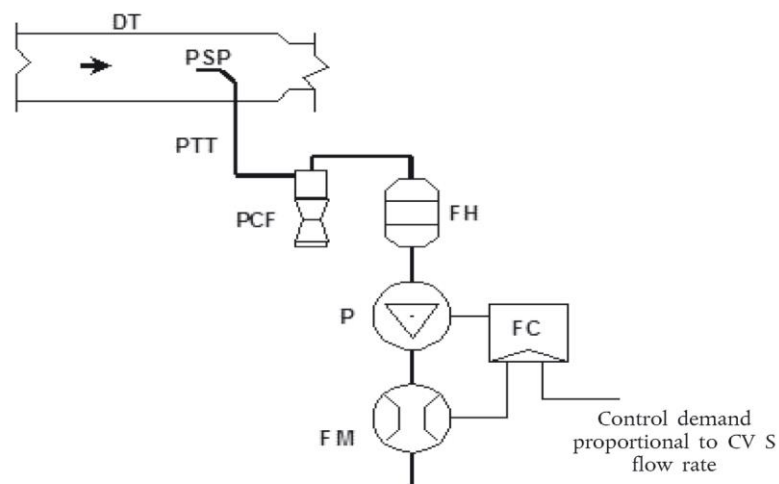 DT
PSP
PTT
PCF
FH
P
FC
FM
Control demand
proportional to CV S
flow rate